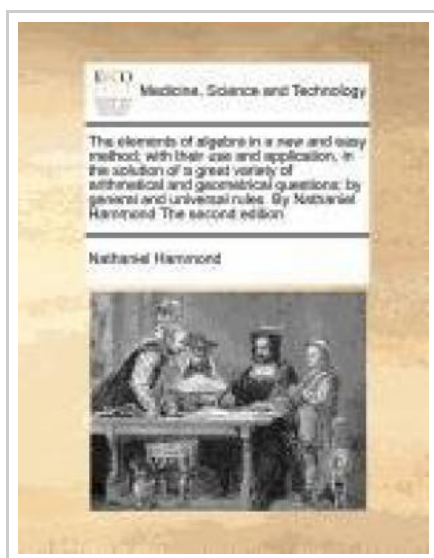 ECCO
Medicine, Science and Technology
The elements of algebra in a new and easy
method; with their use and application, in
the solution of a great variety of
arithmetical and geometrical questions; by
general and universal rules. By Nathaniel
Hammond The second edition
Nathaniel Hammond